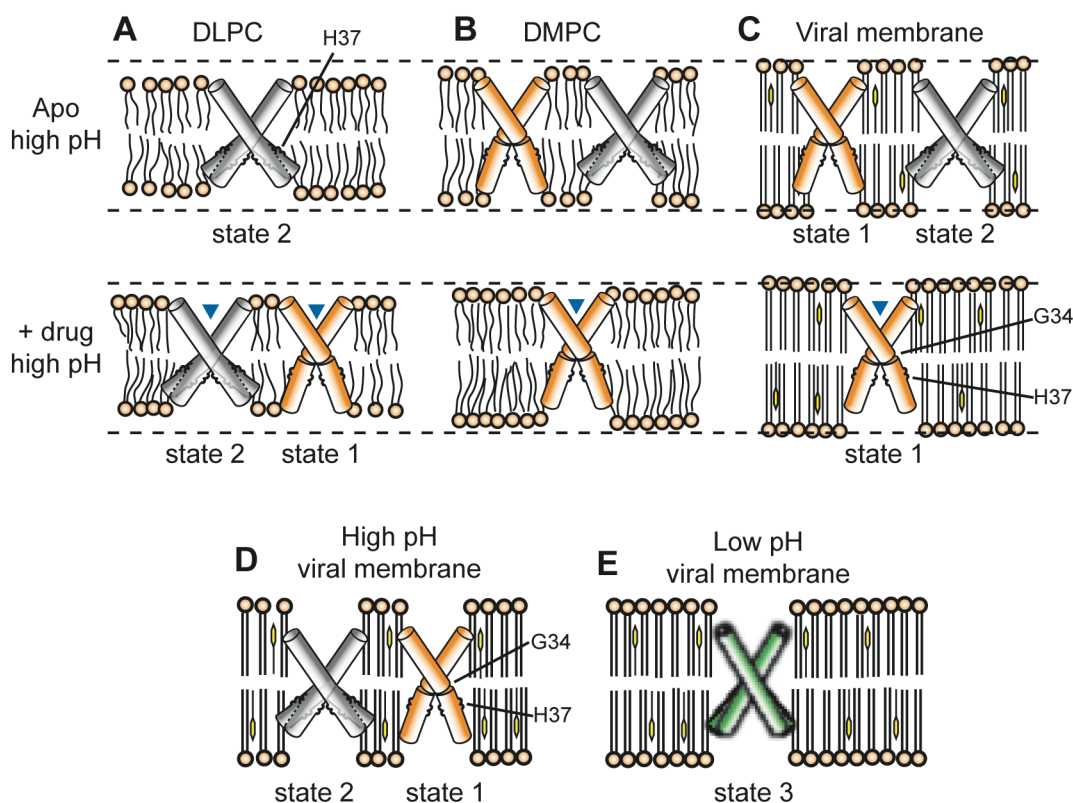 A
DLPC
H37
B
DMPC
C
Viral membrane
Apo
high pH
state 2
state 1
state 2
+ drug
high pH
G34
H37
state 2
state 1
state 1
D
High pH
viral membrane
G34
H37
state 2
state 1
E
Low pH
viral membrane
state 3